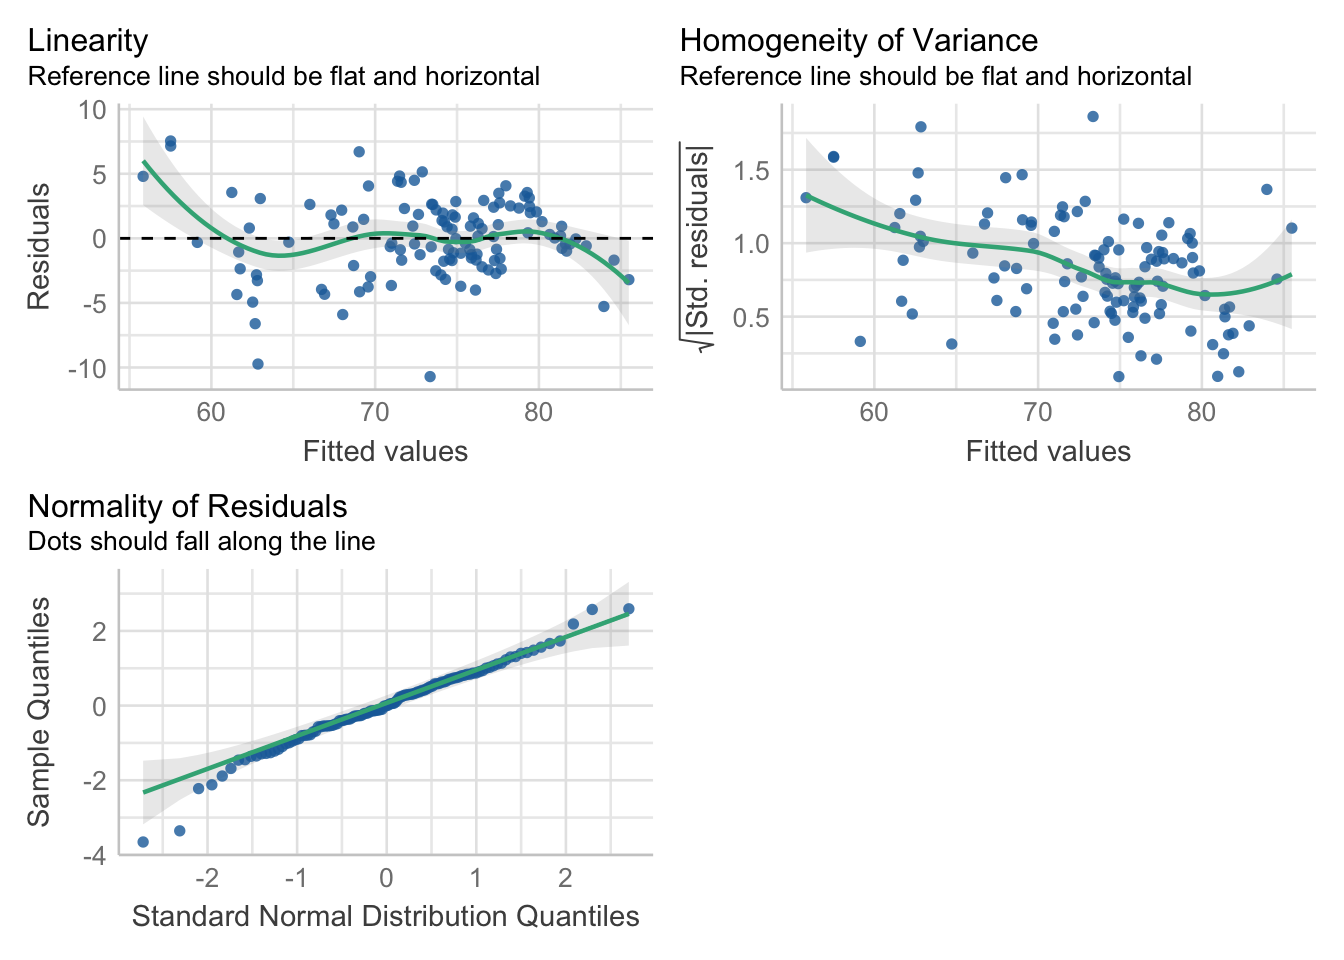 Linearity
Reference line should be flat and horizontal
10
5
0
-5
-10
Residuals
60 70 80
Fitted values
Homogeneity of Variance
Reference line should be flat and horizontal
1.5
1.0
0.5
√|Std. residuals|
60 70 80
Fitted values
Normality of Residuals
Dots should fall along the line
2
0
-2
-4
Sample Quantiles
-2 -1 0 1 2
Standard Normal Distribution Quantiles